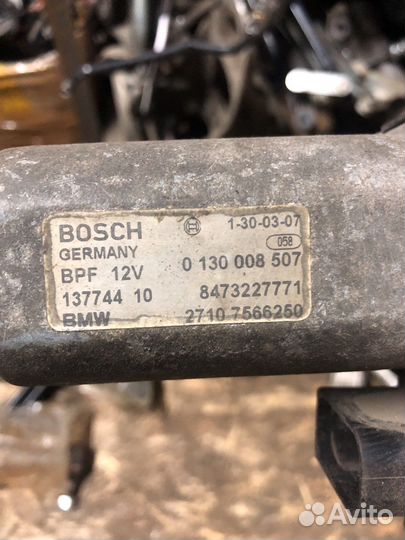 BOSCH 1-30-03-07
GERMANY 058
BPF 12V 0 130 008 507
137744 10 8473227771
BMW 2710 7566250
Avito